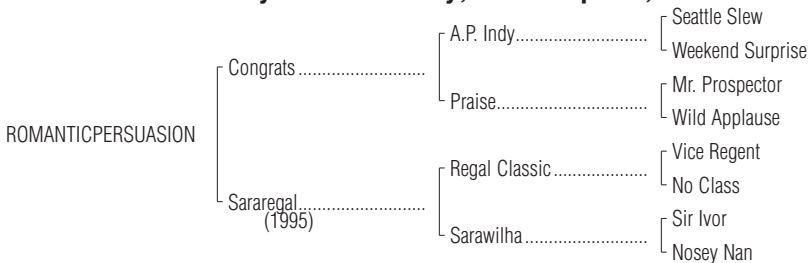 Seattle Slew
A.P. Indy
Weekend Surprise
Congrats
Mr. Prospector
Praise
Wild Applause
ROMANTICPERSUASION
Vice Regent
Regal Classic
No Class
Sararegal
(1995)
Sir Ivor
Sarawilha
Nosey Nan